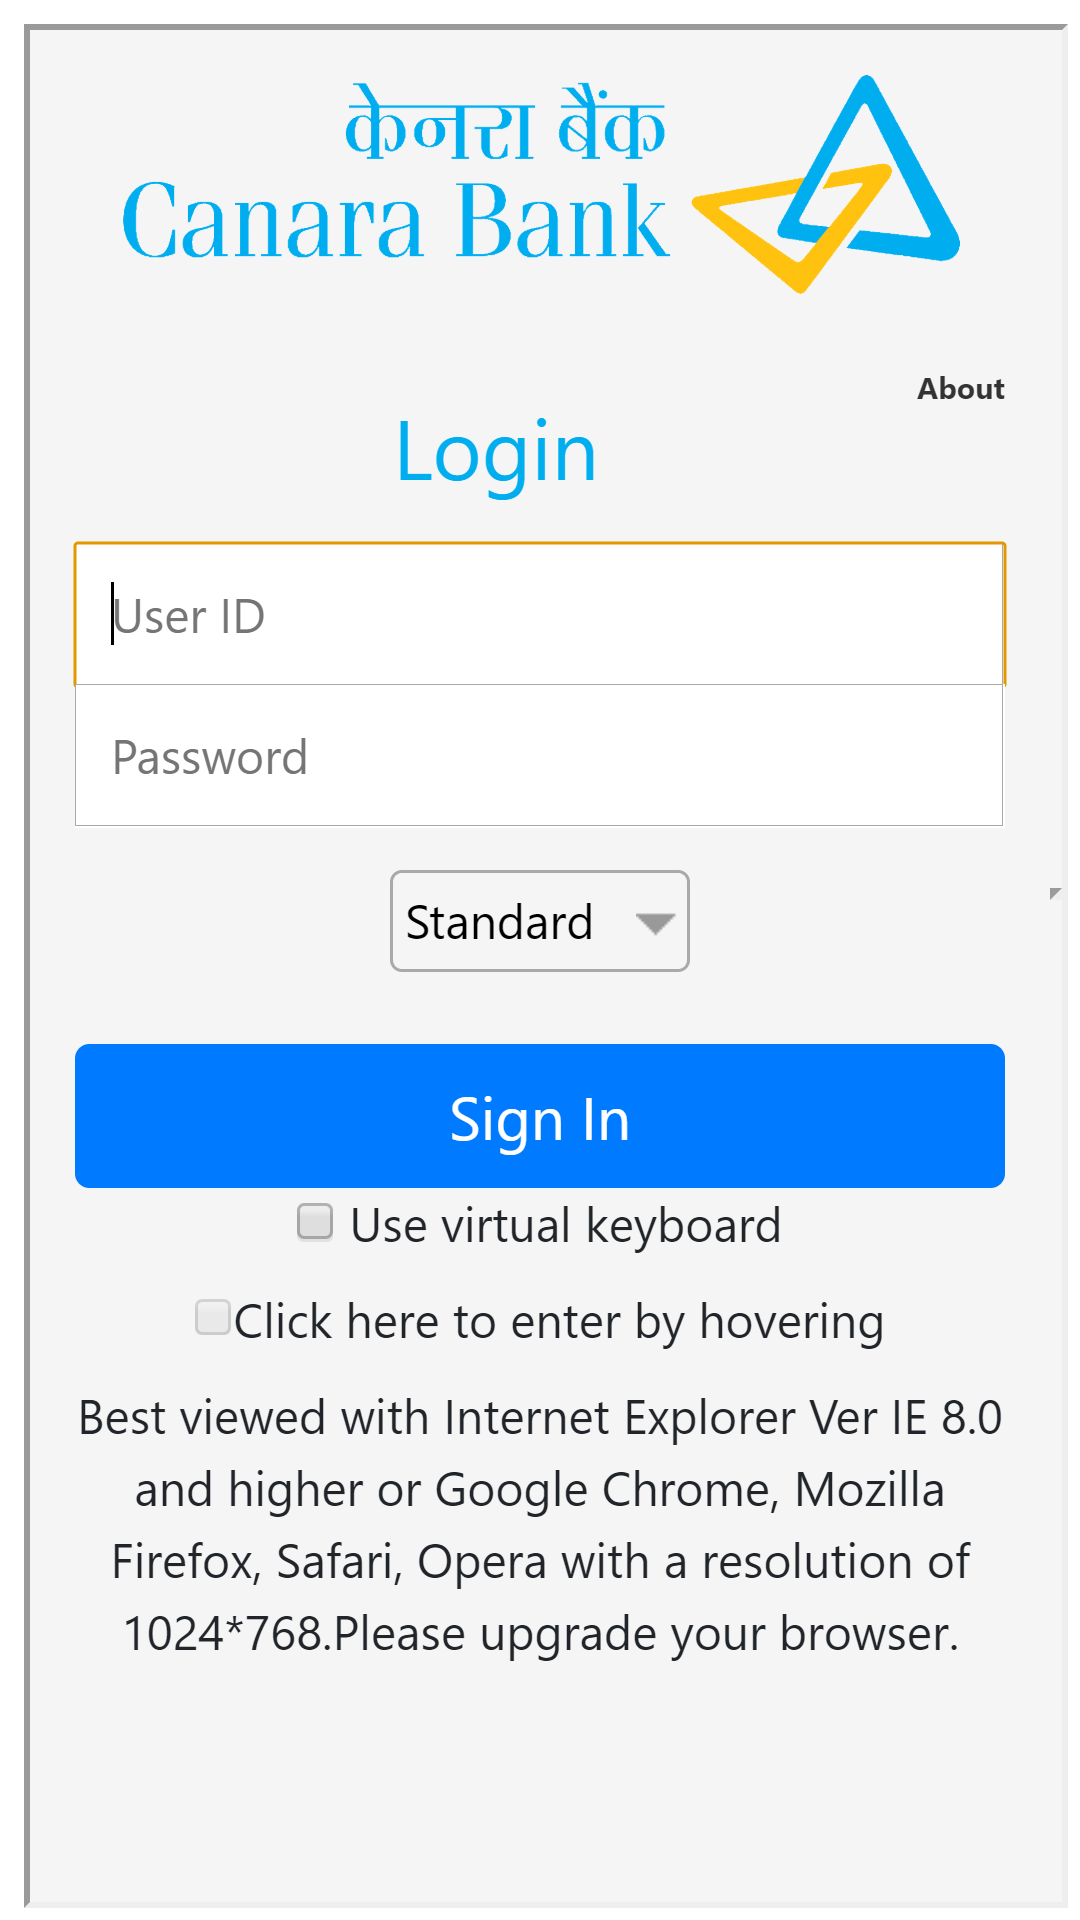 केनरा बैंक
Canara Bank
About
Login
User ID
Password
Standard
Sign In
Use virtual keyboard
Click here to enter by hovering
Best viewed with Internet Explorer Ver IE 8.0
and higher or Google Chrome, Mozilla
Firefox, Safari, Opera with a resolution of
1024*768.Please upgrade your browser.